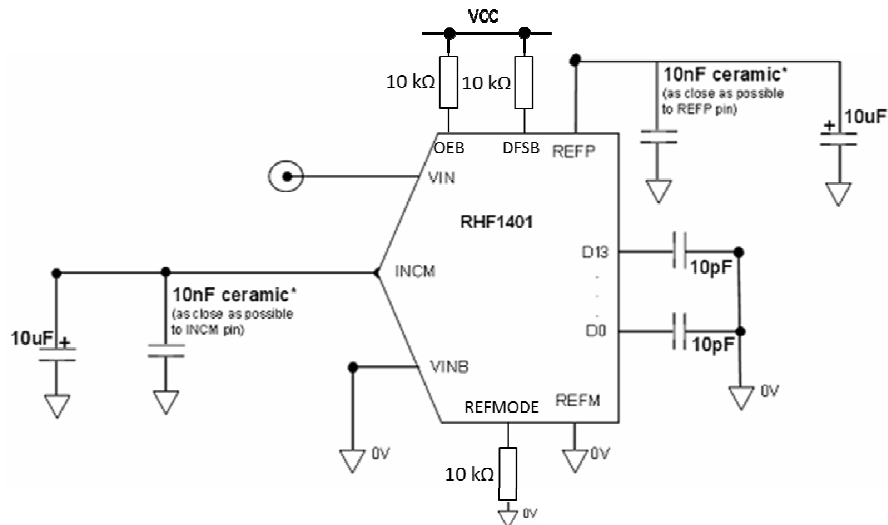 VCC
10 kΩ
10 kΩ
10nF ceramic*
(as close as possible
to REFP pin)
+
10uF
OEB
DFSB
REFP
VIN
RHF1401
D13
10pF
INCM
10nF ceramic*
(as close as possible
to INCM pin)
10uF
+
D0
10pF
VINB
0V
REFMODE
REFM
0V
0V
10 kΩ
0V